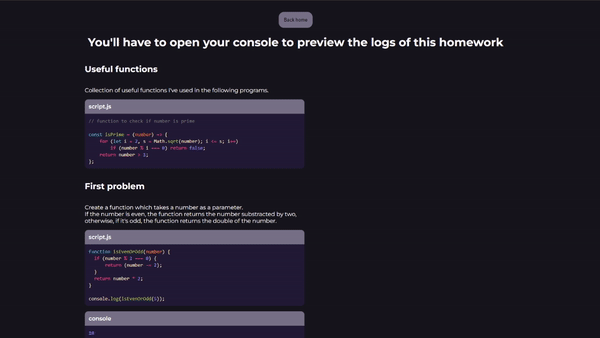 Back home
You'll have to open your console to preview the logs of this homework
Useful functions
Collection of useful functions I've used in the following programs.
script.js
// function to check if number is prime
const isPrime = (number) => {
for (let i = 2, s = Math.sqrt(number); i <= s; i++)
if (number % i === 0) return false;
return number > 1;
};
First problem
Create a function which takes a number as a parameter.
If the number is even, the function returns the number substracted by two,
otherwise, if it's odd, the function returns the double of the number.
script.js
function isEvenOrOdd(number) {
if (number % 2 === 0) {
return (number -= 2);
}
return number * 2;
}
console.log(isEvenOrOdd(5));
console
10